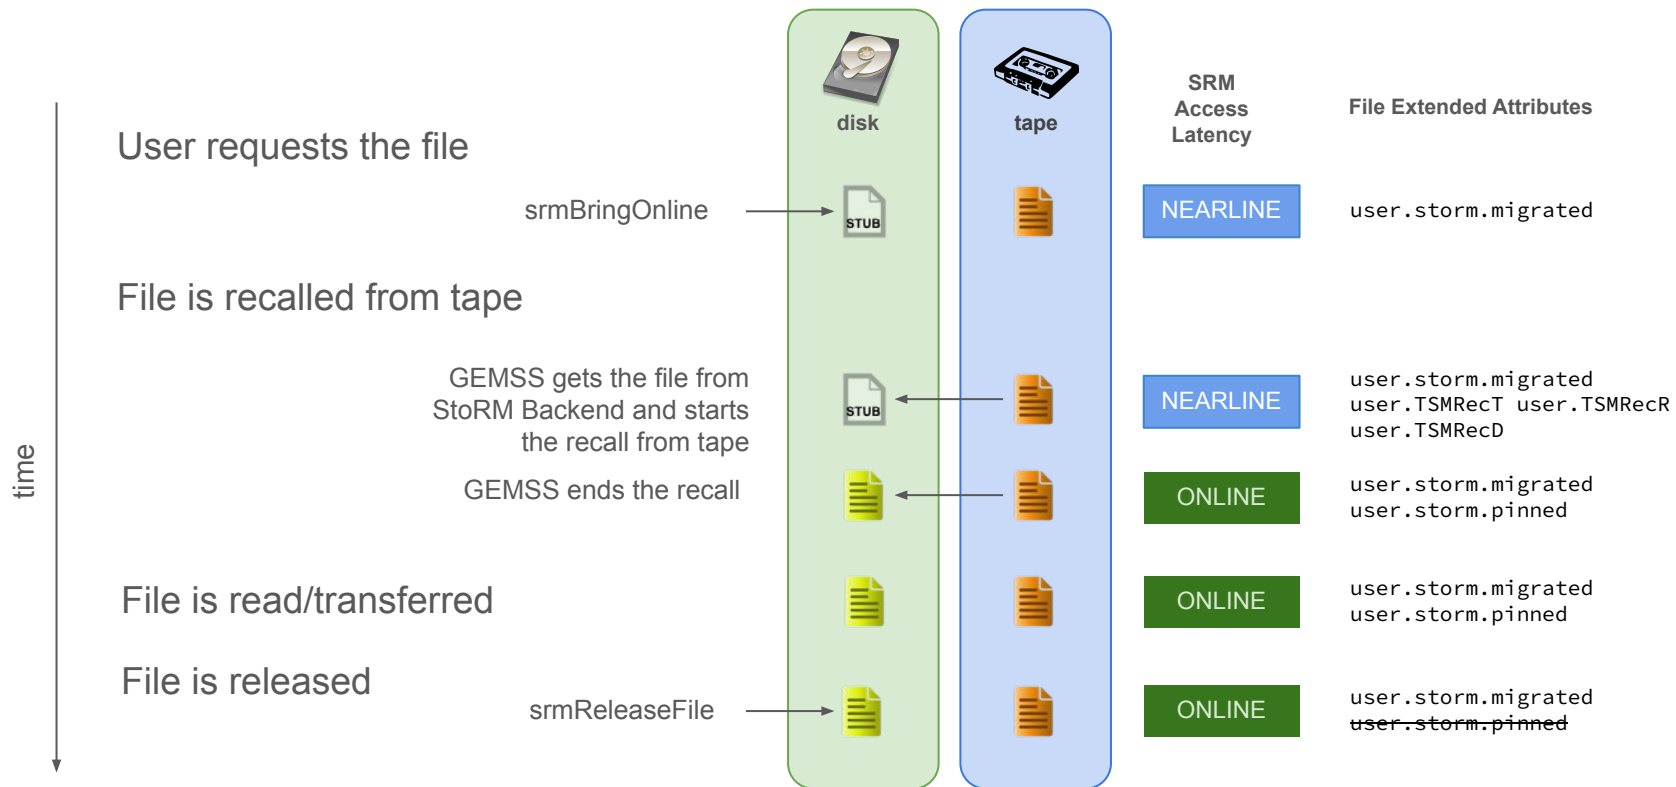 disk
tape
SRM
Access
Latency
File Extended Attributes
User requests the file
srmBringOnline
STUB
NEARLINE
user.storm.migrated
File is recalled from tape
GEMSS gets the file from
StoRM Backend and starts
the recall from tape
STUB
NEARLINE
user.storm.migrated
user.TSMRecT user.TSMRecR
user.TSMRecD
time
GEMSS ends the recall
ONLINE
user.storm.migrated
user.storm.pinned
File is read/transferred
ONLINE
user.storm.migrated
user.storm.pinned
File is released
srmReleaseFile
ONLINE
user.storm.migrated
user.storm.pinned